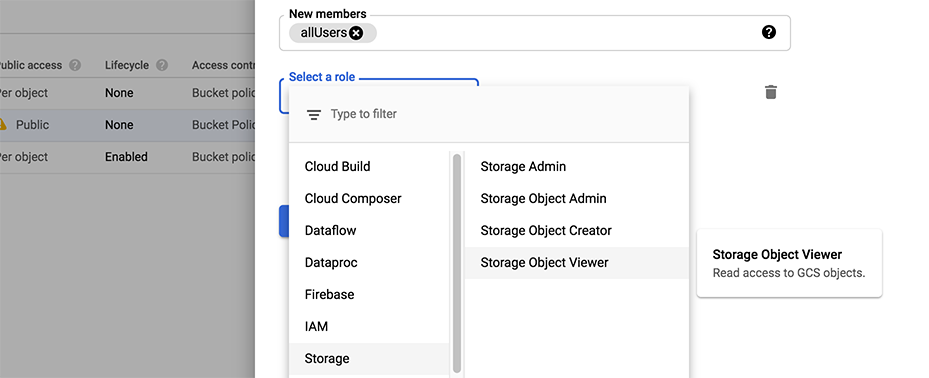 New members
allUsers
Public access Lifecycle Access contr
Select a role
Per object None Bucket polic
Type to filter
Public None Bucket Polic
Per object Enabled Bucket polic
Cloud Build Storage Admin
Cloud Composer Storage Object Admin
Dataflow Storage Object Creator
Dataproc Storage Object Viewer
Storage Object Viewer
Read access to GCS objects.
Firebase
IAM
Storage